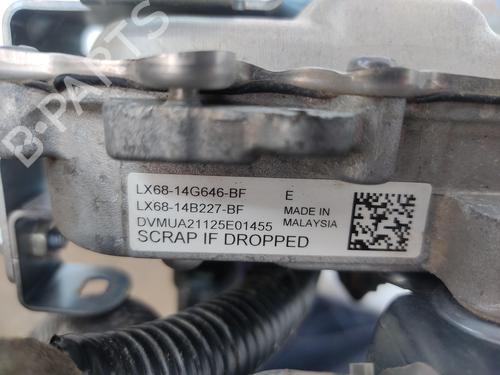 B-PARTS
LX68-14G646-BF E
LX68-14B227-BF MADE IN
DVMUA21125E01455 MALAYSIA
SCRAP IF DROPPED